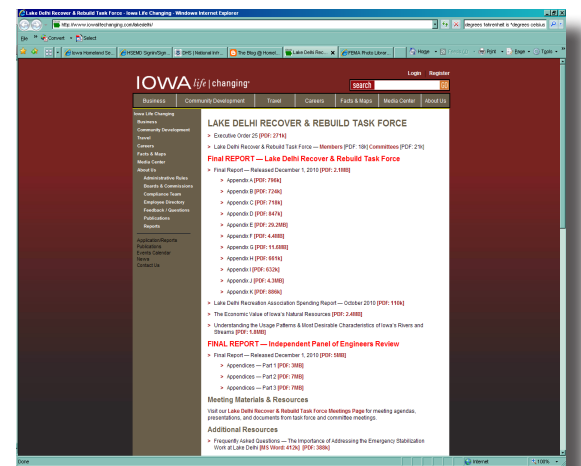 Lake Delhi Recover & Rebuild Task Force - Iowa Life Changing - Windows Internet Explorer
http://www.iowalifechanging.com/lakedelhi/
degrees fahrenheit is *degrees celsius
File
Convert
Select
Iowa Homeland Se...
HSEMD SignIn/Sign...
DHS | National Infr...
The Blog @ Homel...
Lake Delhi Rec...
FEMA Photo Librar...
Home
Print
Page
Tools
IOWA life | changing
Login Register
search GO
Business Community Development Travel Careers Facts & Maps Media Center About Us
Iowa Life Changing
Business
Community Development
Travel
Careers
Facts & Maps
Media Center
About Us
Administrative Rules
Boards & Commissions
Compliance Team
Employee Directory
Feedback / Questions
Publications
Reports
Application/Reports
Publications
Events Calendar
News
Contact Us
LAKE DELHI RECOVER & REBUILD TASK FORCE
> Executive Order 25 [PDF: 271k]
> Lake Delhi Recover & Rebuild Task Force — Members [PDF: 18k] Committees [PDF: 21k]
Final REPORT — Lake Delhi Recover & Rebuild Task Force
> Final Report — Released December 1, 2010 [PDF: 2.1MB]
> Appendix A [PDF: 796k]
> Appendix B [PDF: 724k]
> Appendix C [PDF: 718k]
> Appendix D [PDF: 847k]
> Appendix E [PDF: 29.2MB]
> Appendix F [PDF: 4.4MB]
> Appendix G [PDF: 11.6MB]
> Appendix H [PDF: 551k]
> Appendix I [PDF: 632k]
> Appendix J [PDF: 4.3MB]
> Appendix K [PDF: 886k]
> Lake Delhi Recreation Association Spending Report — October 2010 [PDF: 110k]
> The Economic Value of Iowa's Natural Resources [PDF: 2.4MB]
> Understanding the Usage Patterns & Most Desirable Characteristics of Iowa's Rivers and
Streams [PDF: 1.8MB]
FINAL REPORT — Independent Panel of Engineers Review
> Final Report — Released December 1, 2010 [PDF: 5MB]
> Appendices — Part 1 [PDF: 3MB]
> Appendices — Part 2 [PDF: 7MB]
> Appendices — Part 3 [PDF: 7MB]
Meeting Materials & Resources
Visit our Lake Delhi Recover & Rebuild Task Force Meetings Page for meeting agendas,
presentations, and documents from task force and committee meetings.
Additional Resources
> Frequently Asked Questions — The Importance of Addressing the Emergency Stabilization
Work at Lake Delhi [MS Word: 412k] [PDF: 388k]
Done
Internet
100%